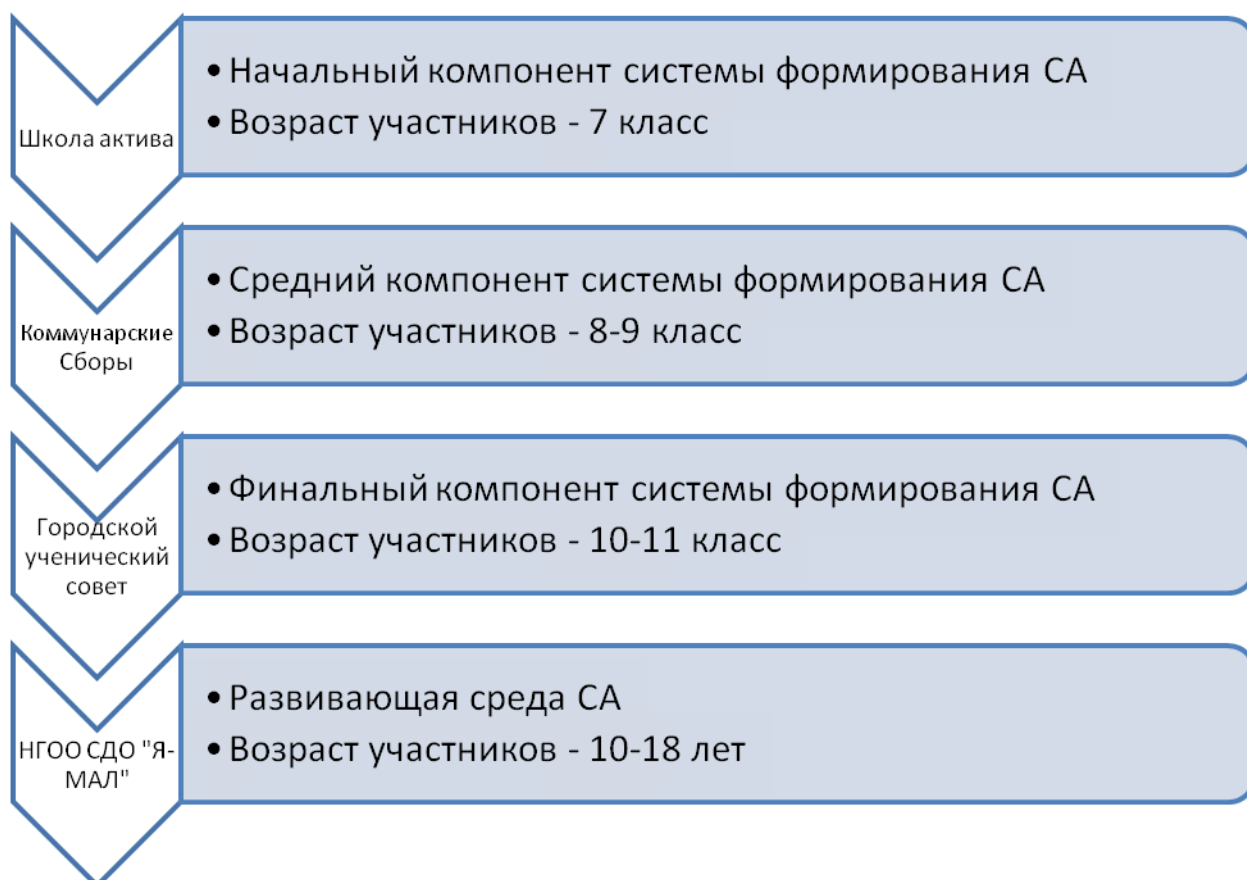 Школа актива
• Начальный компонент системы формирования СА
• Возраст участников - 7 класс
Коммунарские
Сборы
• Средний компонент системы формирования СА
• Возраст участников - 8-9 класс
Городской
ученический
совет
• Финальный компонент системы формирования СА
• Возраст участников - 10-11 класс
НГОО СДО "Я-
МАЛ"
• Развивающая среда СА
• Возраст участников - 10-18 лет